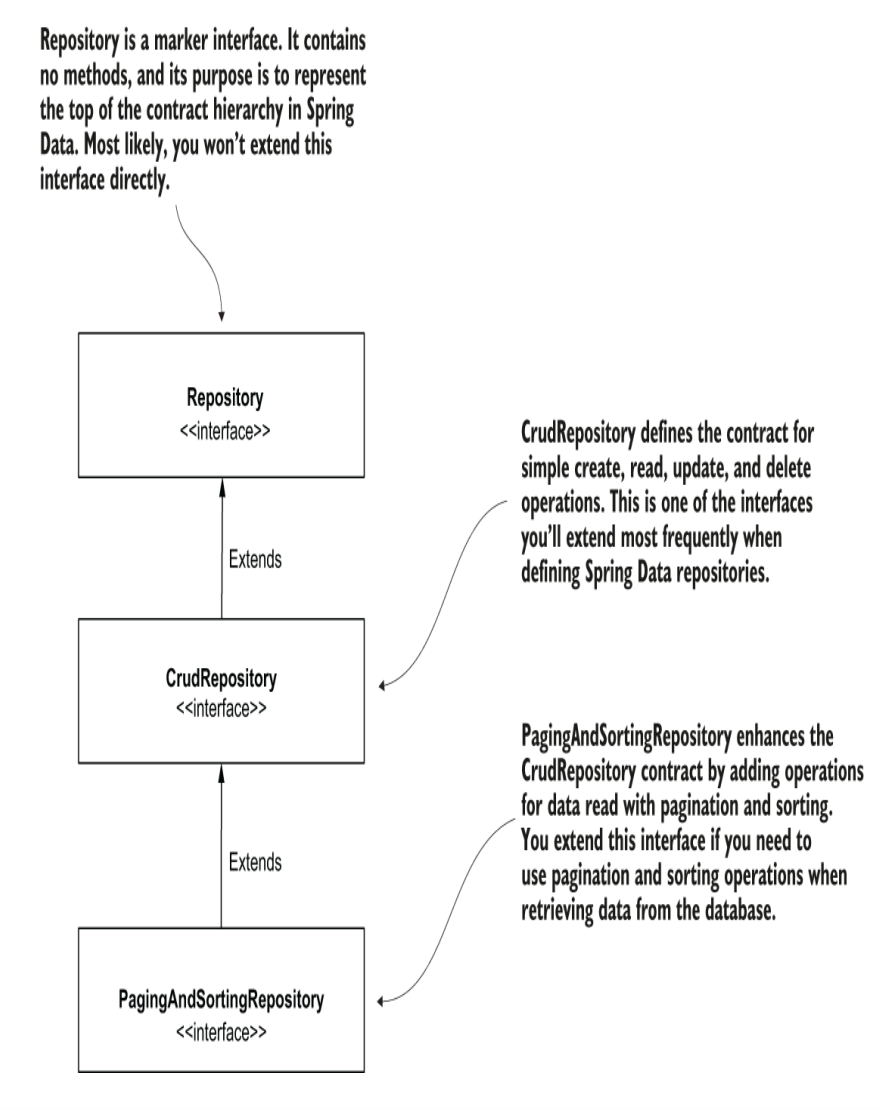 Repository is a marker interface. It contains
no methods, and its purpose is to represent
the top of the contract hierarchy in Spring
Data. Most likely, you won’t extend this
interface directly.
Repository
<<interface>>
CrudRepository defines the contract for
simple create, read, update, and delete
operations. This is one of the interfaces
you’ll extend most frequently when
defining Spring Data repositories.
Extends
CrudRepository
<<interface>>
PagingAndSortingRepository enhances the
CrudRepository contract by adding operations
for data read with pagination and sorting.
You extend this interface if you need to
use pagination and sorting operations when
retrieving data from the database.
Extends
PagingAndSortingRepository
<<interface>>